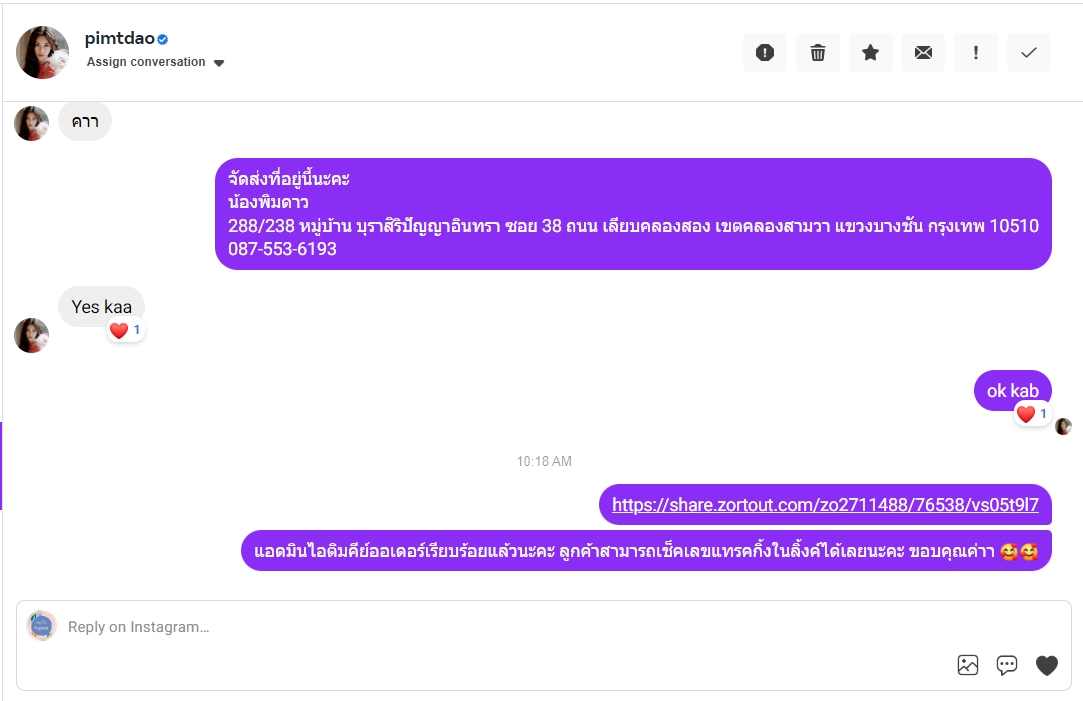 pimtdao
Assign conversation
คาา
จัดส่งที่อยู่นี้นะคะ
น้องพิมดาว
288/238 หมู่บ้าน บุราสิริปัญญาอินทรา ซอย 38 ถนน เลียบคลองสอง เขตคลองสามวา แขวงบางชัน กรุงเทพ 10510
087-553-6193
Yes kaa
1
ok kab
1
10:18 AM
https://share.zortout.com/zo2711488/76538/vs05t9l7
แอดมินไอติมคีย์ออเดอร์เรียบร้อยแล้วนะคะ ลูกค้าสามารถเช็คเลขแทรคกิ้งในลิ้งค์ได้เลยนะคะ ขอบคุณค่าา 🥰🥰
Reply on Instagram…